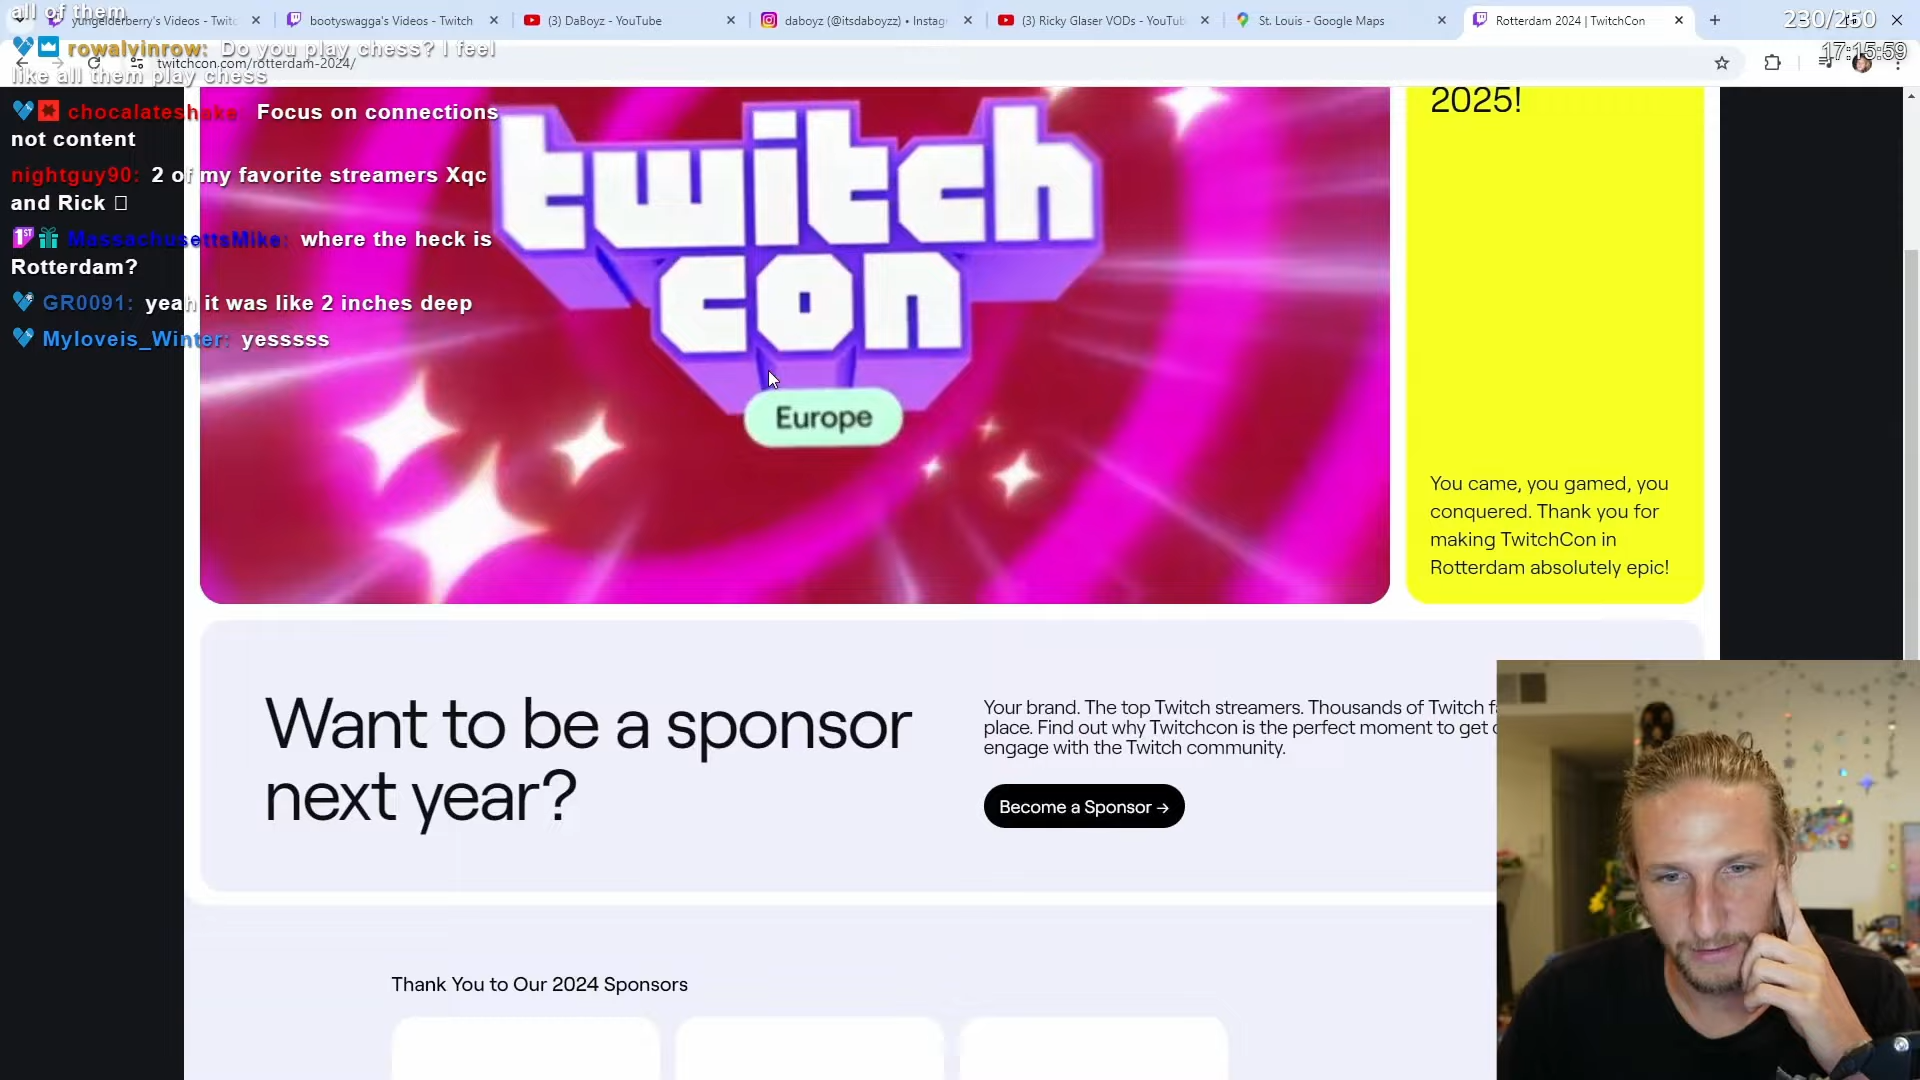 yungelderberry's Videos - Twitc
bootyswagga's Videos - Twitch
(3) DaBoyz - YouTube
daboyz (@itsdaboyzz) • Instag
(3) Ricky Glaser VODs - YouTub
St. Louis - Google Maps
Rotterdam 2024 | TwitchCon
230/250
17:15:59
twitchcon.com/rotterdam-2024/
all of them
rowalvinrow: Do you play chess? I feel
like all them play chess
chocalateshake: Focus on connections
not content
nightguy90: 2 of my favorite streamers Xqc
and Rick
MassachusettsMike: where the heck is
Rotterdam?
GR0091: yeah it was like 2 inches deep
Myloveis_Winter: yesssss
twitch
con
Europe
2025!
You came, you gamed, you
conquered. Thank you for
making TwitchCon in
Rotterdam absolutely epic!
Want to be a sponsor
next year?
Your brand. The top Twitch streamers. Thousands of Twitch f
place. Find out why Twitchcon is the perfect moment to get
engage with the Twitch community.
Become a Sponsor →
Thank You to Our 2024 Sponsors